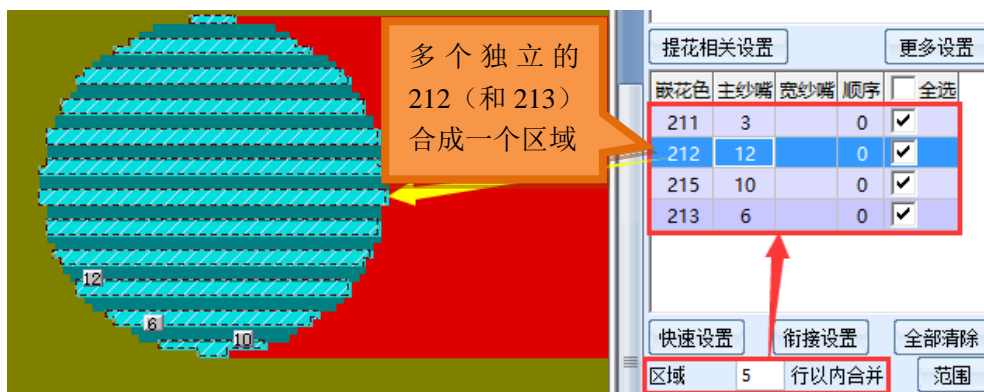 多个独立的
212（和 213）
合成一个区域
12
6
10
提花相关设置 更多设置
嵌花色 主纱嘴 宽纱嘴 顺序 全选
211 3 0
212 12 0
215 10 0
213 6 0
快速设置 衔接设置 全部清除
区域 5 行以内合并 范围